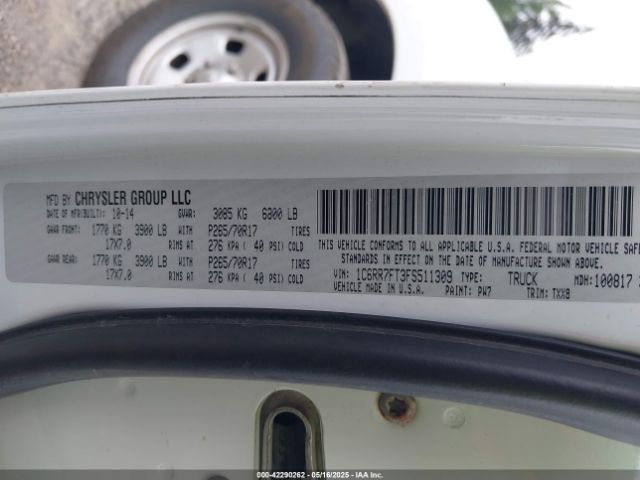 MFD BY CHRYSLER GROUP LLC
DATE OF MFR(BUILT): 10-14 GVWR: 3085 KG 6800 LB
GAWR FRONT: 1770 KG 3900 LB WITH P265/70R17 TIRES
17X7.0 RIMS AT 276 KPA ( 40 PSI) COLD
GAWR REAR: 1770 KG 3900 LB WITH P265/70R17 TIRES
17X7.0 RIMS AT 276 KPA ( 40 PSI) COLD
THIS VEHICLE CONFORMS TO ALL APPLICABLE U.S.A. FEDERAL MOTOR VEHICLE SAFE
STANDARDS IN EFFECT ON THE DATE OF MANUFACTURE SHOWN ABOVE.
VIN: 1C6RR7FT3FS511309 TYPE: TRUCK MDH: 100817
VEHICLE MADE IN U.S.A. PAINT: PW7 TRIM: TXX8
000-42290262 - 05/16/2025 - IAAI.COM